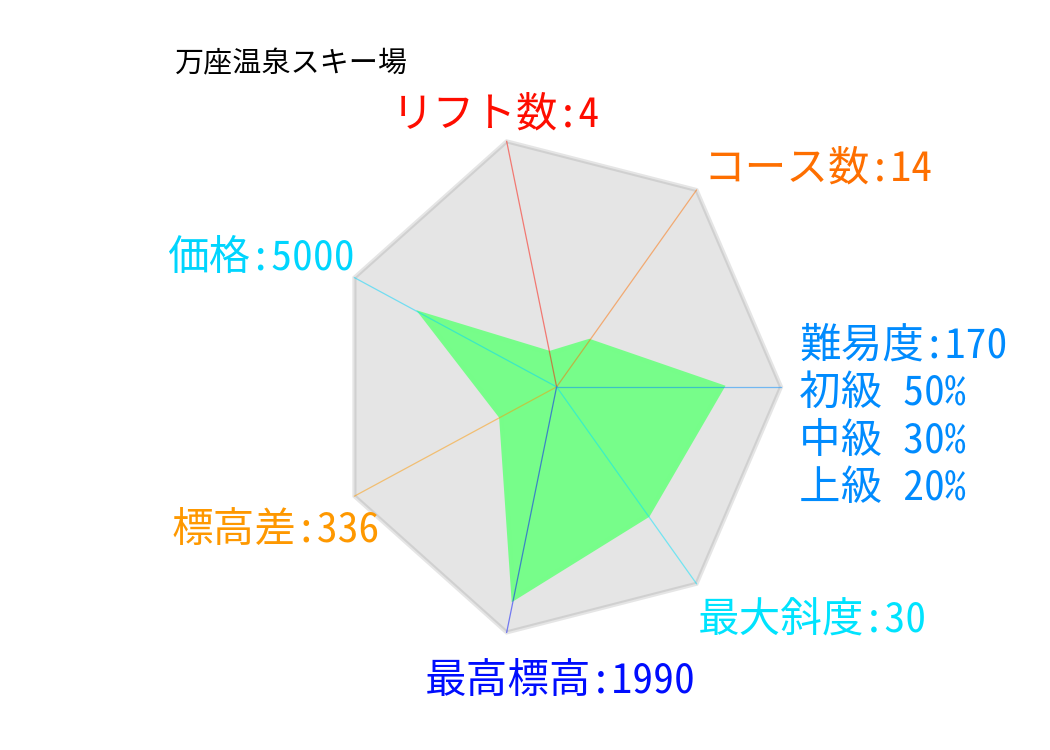 万座温泉スキー場
リフト数:4
コース数:14
価格:5000
難易度:170
初級 50%
中級 30%
上級 20%
標高差:336
最大斜度:30
最高標高:1990